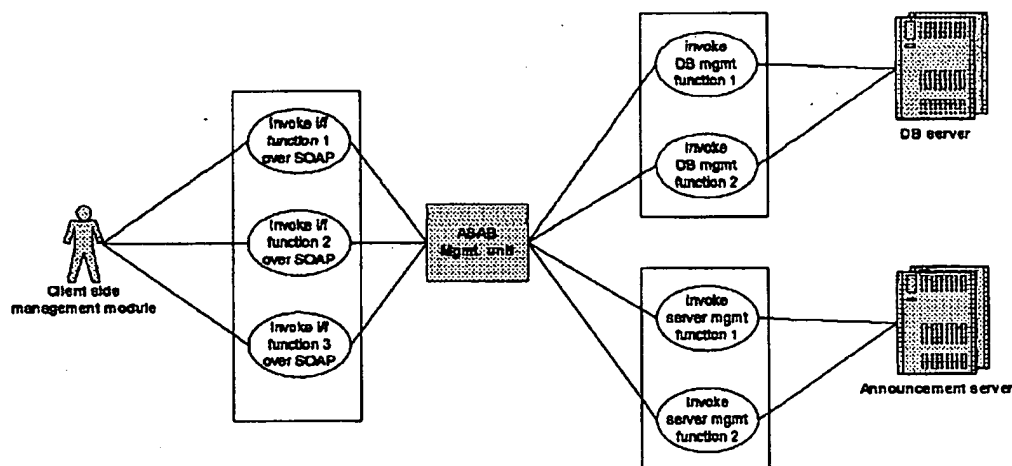 Invoke i/f
function 1
over SOAP
Invoke i/f
function 2
over SOAP
Invoke i/f
function 3
over SOAP
Client side
management module
ASAB
Mgmt. unit
invoke
DB mgmt
function 1
invoke
DB mgmt
function 2
DB server
invoke
server mgmt
function 1
invoke
server mgmt
function 2
Announcement server